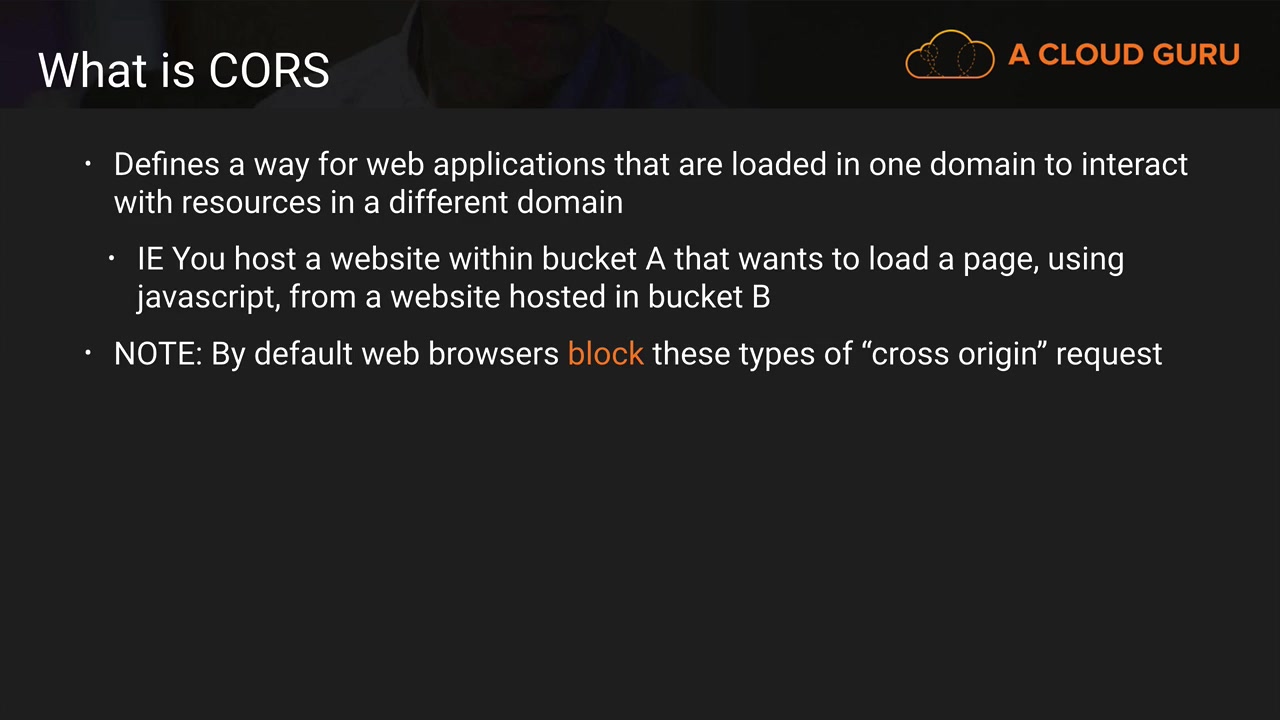 What is CORS
A CLOUD GURU
• Defines a way for web applications that are loaded in one domain to interact
with resources in a different domain
• IE You host a website within bucket A that wants to load a page, using
javascript, from a website hosted in bucket B
• NOTE: By default web browsers block these types of “cross origin” request